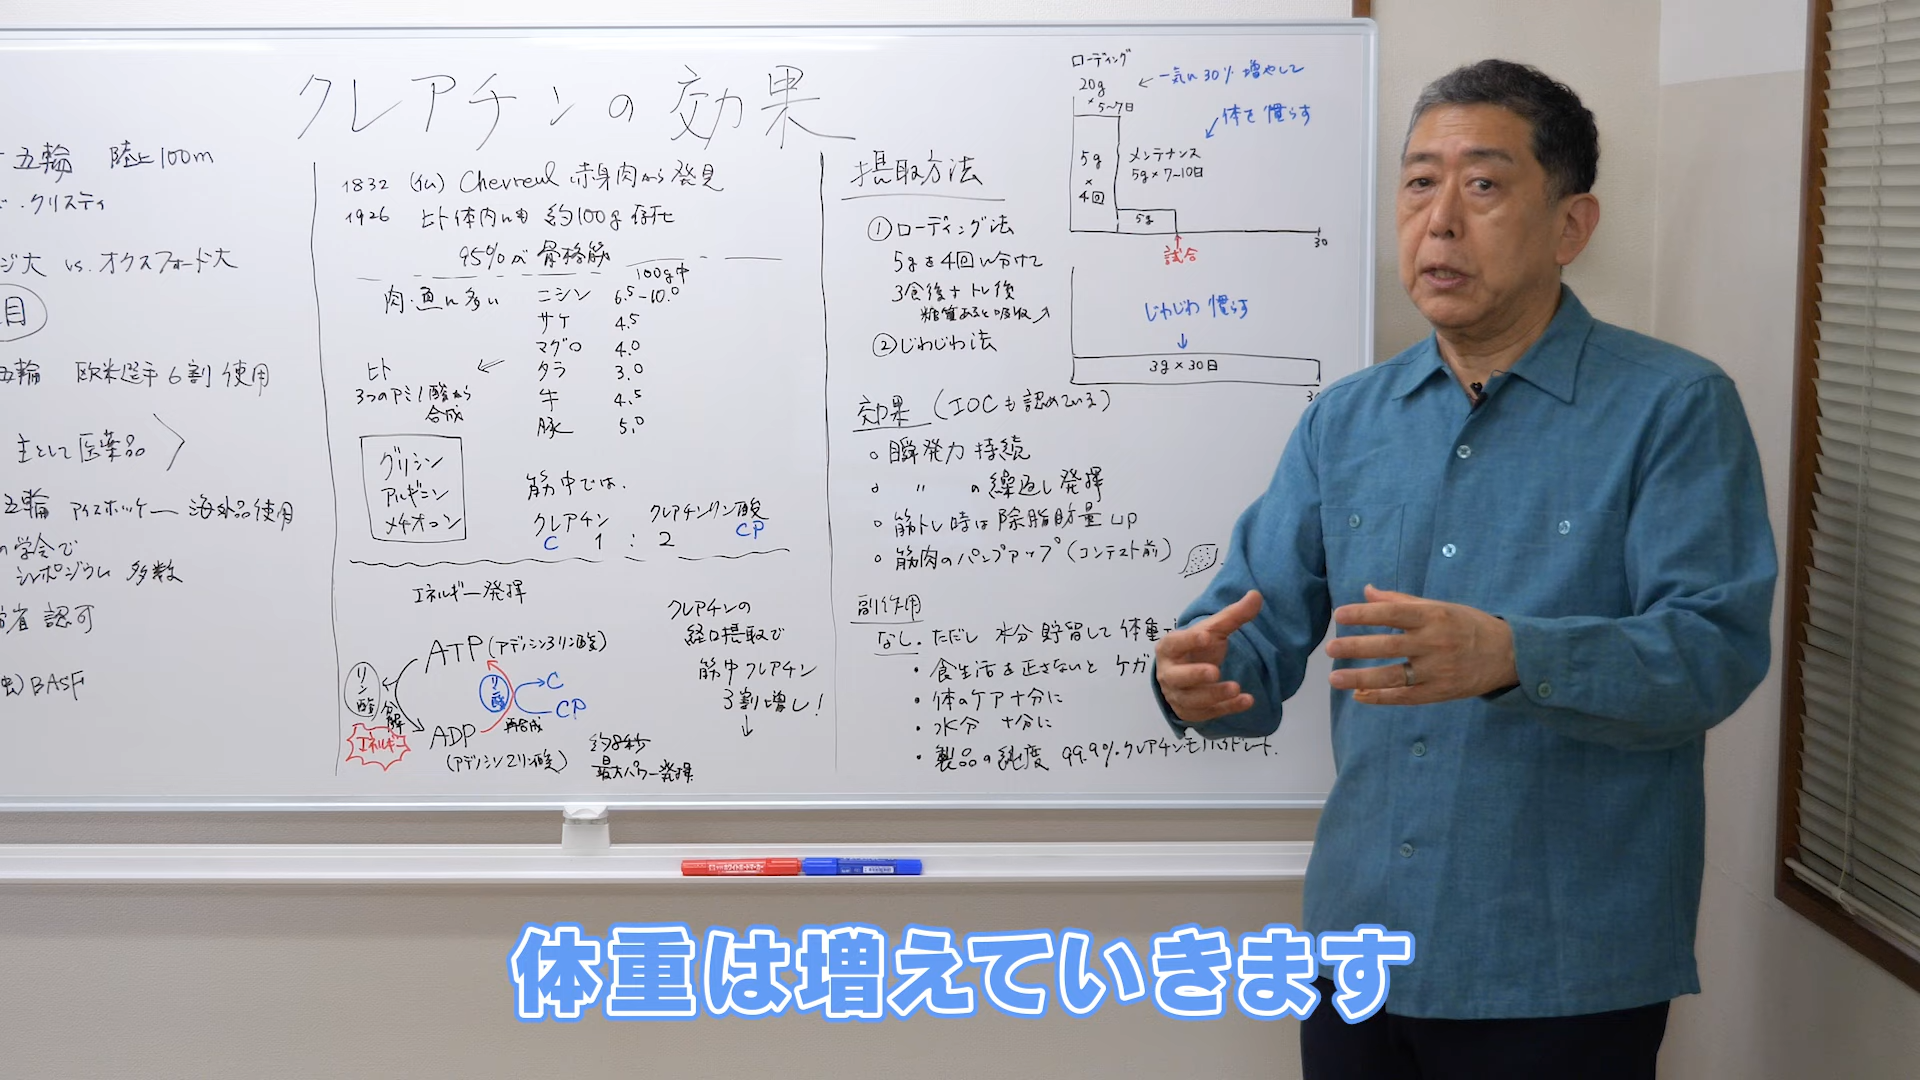 クレアチンの効果
五輪 陸上100m
クリスティ
ジ大 vs. オクスフォード大
目
五輪 欧米選手6割使用
主として医薬品
五輪 アイスホッケー 海外品使用
の学会で
シンポジウム 多数
省認可
BASF
1832 (仏) Chevreul 赤身肉から発見
1926 ヒト体内にも 約100g存在
95%が骨格筋
100g中
肉・魚に多い ニシン 6.5-10.0
サケ 4.5
マグロ 4.0
タラ 3.0
牛 4.5
豚 5.0
ヒト
3つのアミノ酸から
合成
グリシン
アルギニン
メチオニン
筋中では、
クレアチン クレアチンリン酸
C 1 : 2 CP
エネルギー発揮
ATP (アデノシン3リン酸)
リン酸
分解
エネルギー
リン酸
C
CP
再合成
ADP
(アデノシン2リン酸)
約8秒
最大パワー発揮
クレアチンの
経口摂取で
筋中クレアチン
3割増し!
摂取方法
①ローディング法
5gを4回に分けて
3食後+トレ後
糖質あると吸収↗
②じわじわ法
ローディング
20g
×5~7日
←一気に30%増やして
体を慣らす
5g
×
4回
メンテナンス
5g×7~10日
5g
試合
30
じわじわ慣らす
3g×30日
効果 (IOCも認めている)
○瞬発力 持続
○ 〃 の繰返し発揮
○筋トレ時は除脂肪量up
○筋肉のパンプアップ(コンテスト前)
副作用
なし. ただし 水分貯留して体重
・食生活を正さないとケガ
・体のケア十分に
・水分 十分に
・製品の純度 99.9%クレアチンモノハイドレート.
体重は増えていきます